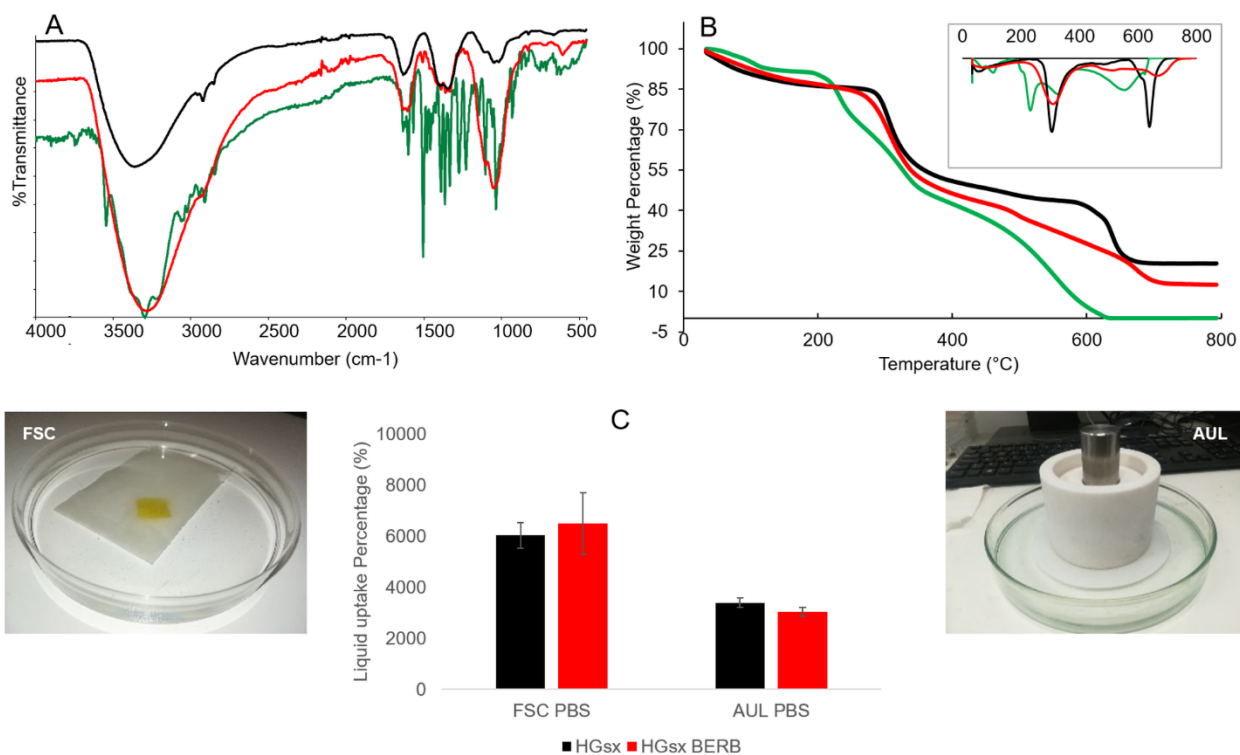 A
%Transmittance
4000 3500 3000 2500 2000 1500 1000 500
Wavenumber (cm-1)
B
Weight Percentage (%)
100
85
70
55
40
25
10
-5
0 200 400 600 800
Temperature (°C)
0 200 400 600 800
FSC
C
Liquid uptake Percentage (%)
10000
8000
6000
4000
2000
0
FSC PBS AUL PBS
HGsx HGsx BERB
AUL